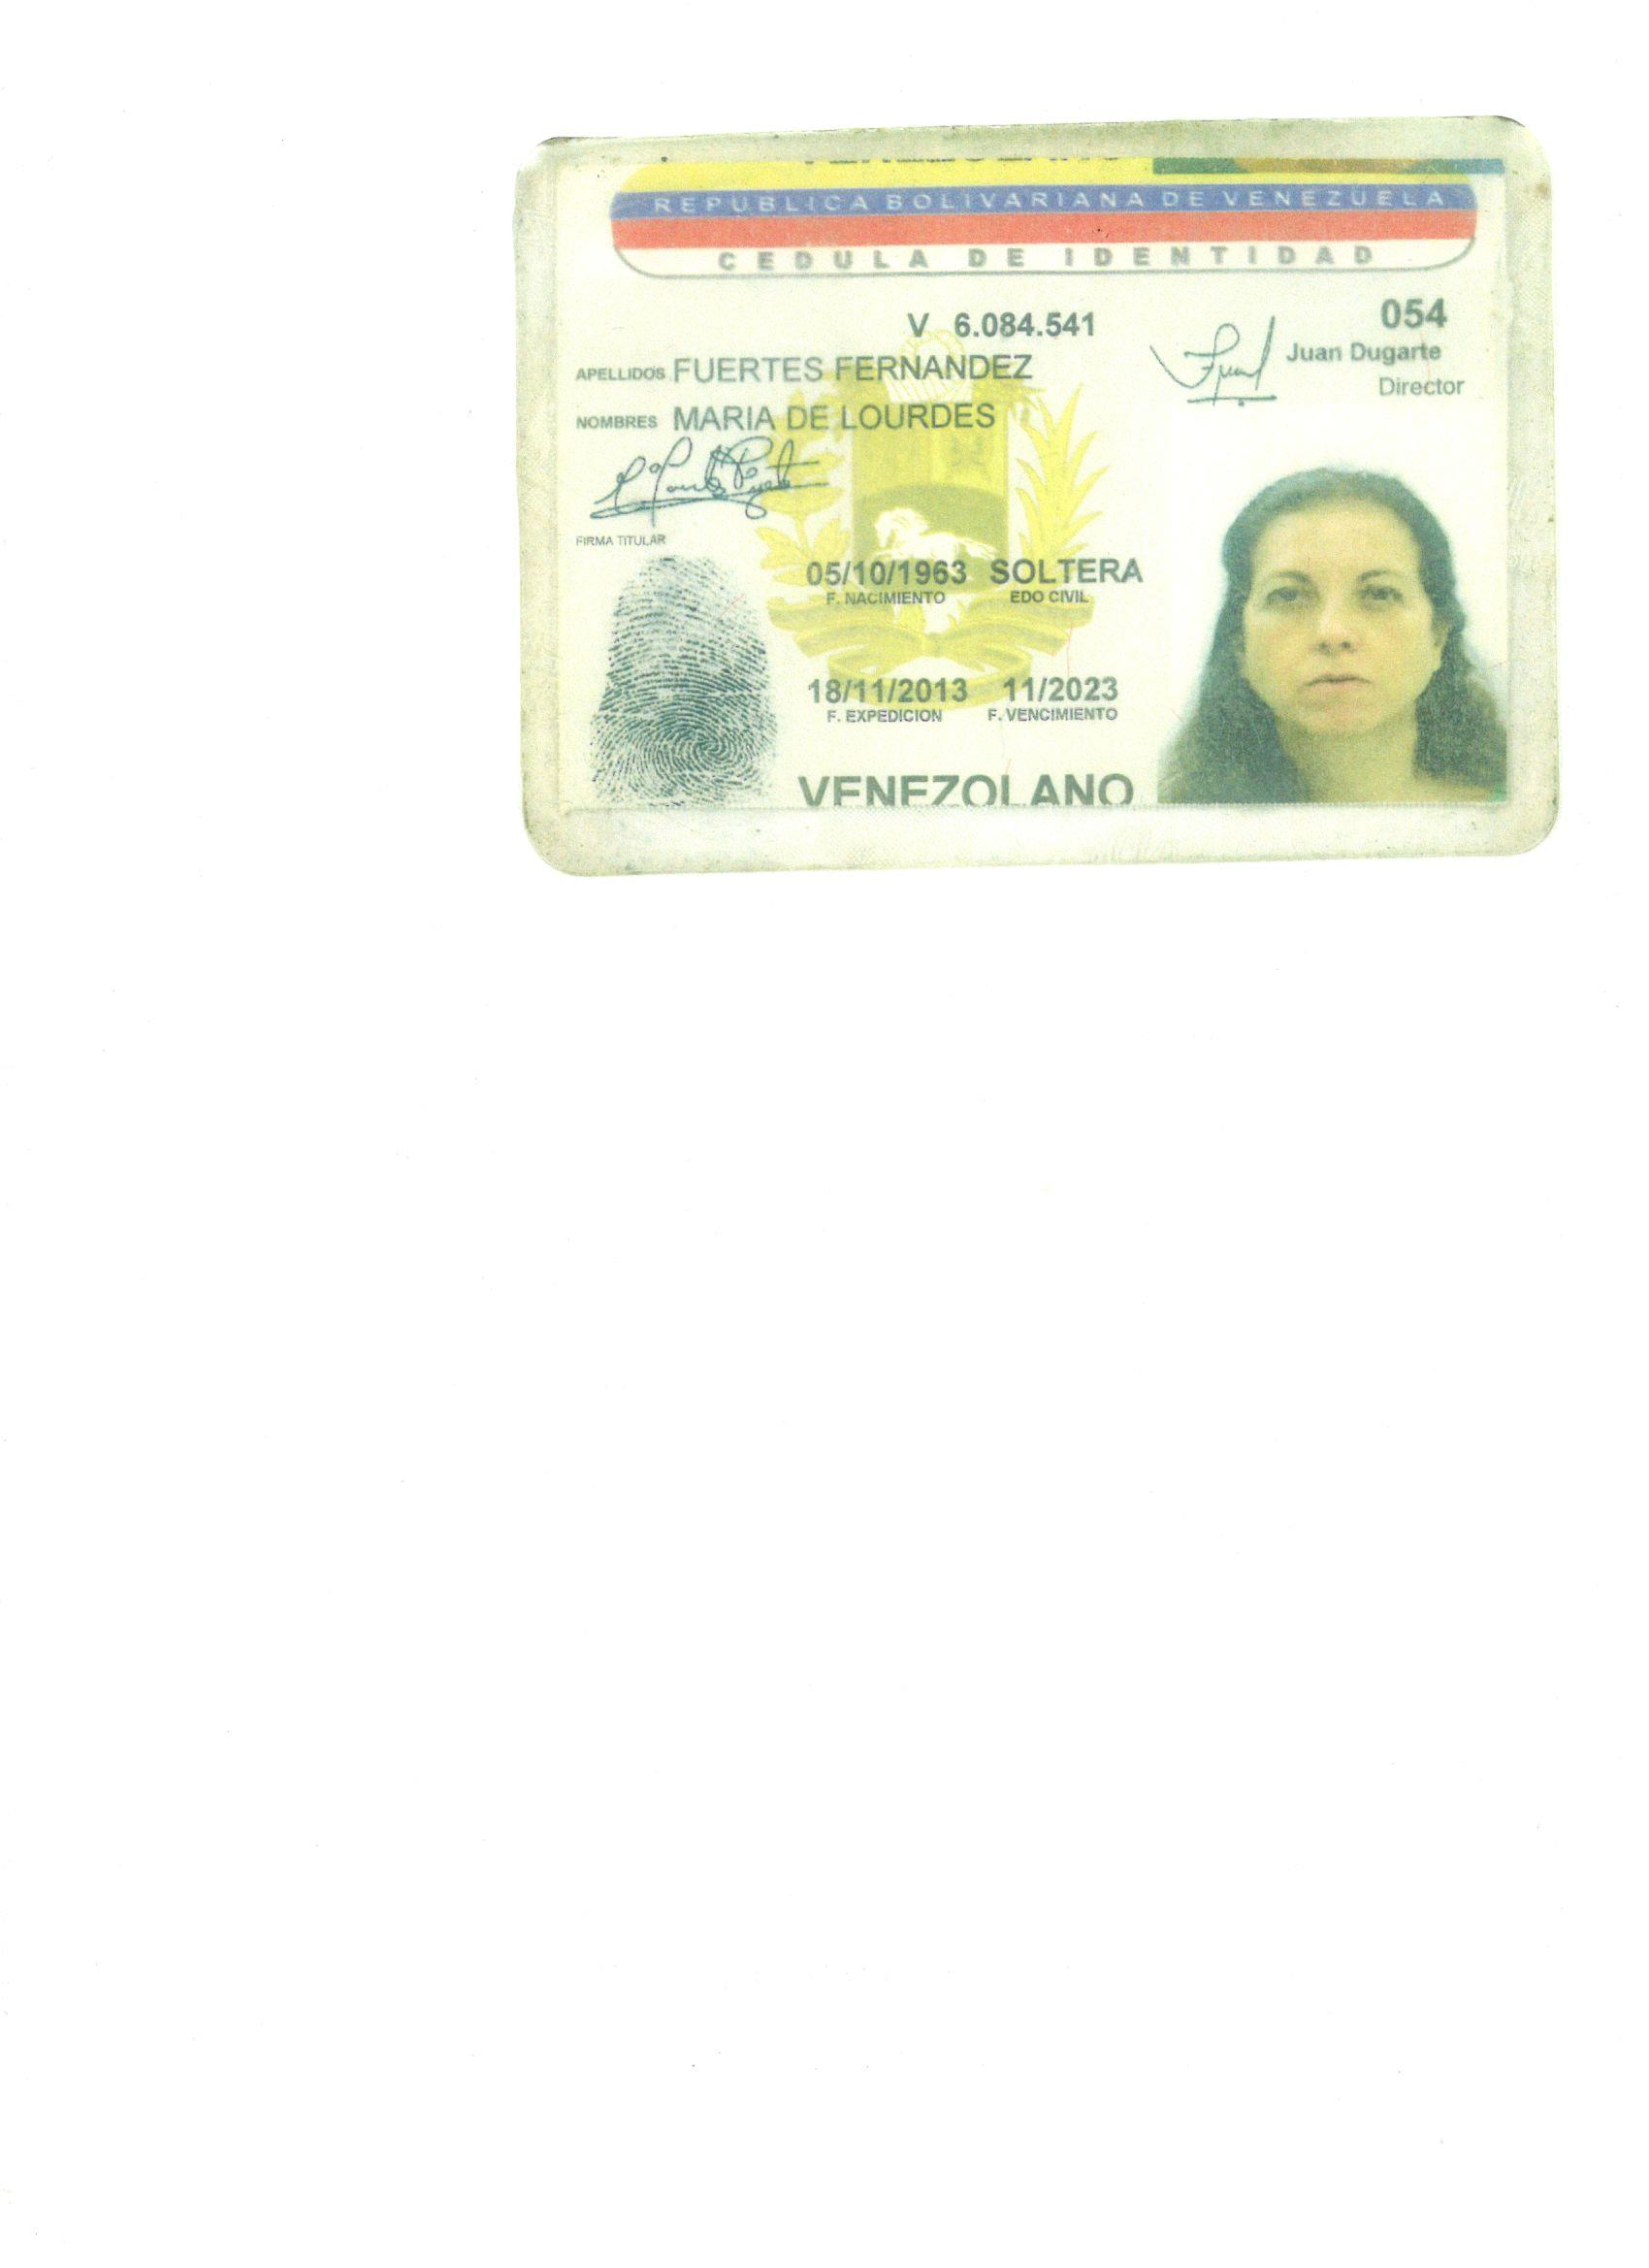 REPUBLICA BOLIVARIANA DE VENEZUELA
CEDULA DE IDENTIDAD
V 6.084.541
054
Juan Dugarte
Director
APELLIDOS FUERTES FERNANDEZ
NOMBRES MARIA DE LOURDES
FIRMA TITULAR
05/10/1963 SOLTERA
F. NACIMIENTO EDO CIVIL
18/11/2013 11/2023
F. EXPEDICION F. VENCIMIENTO
VENEZOLANO